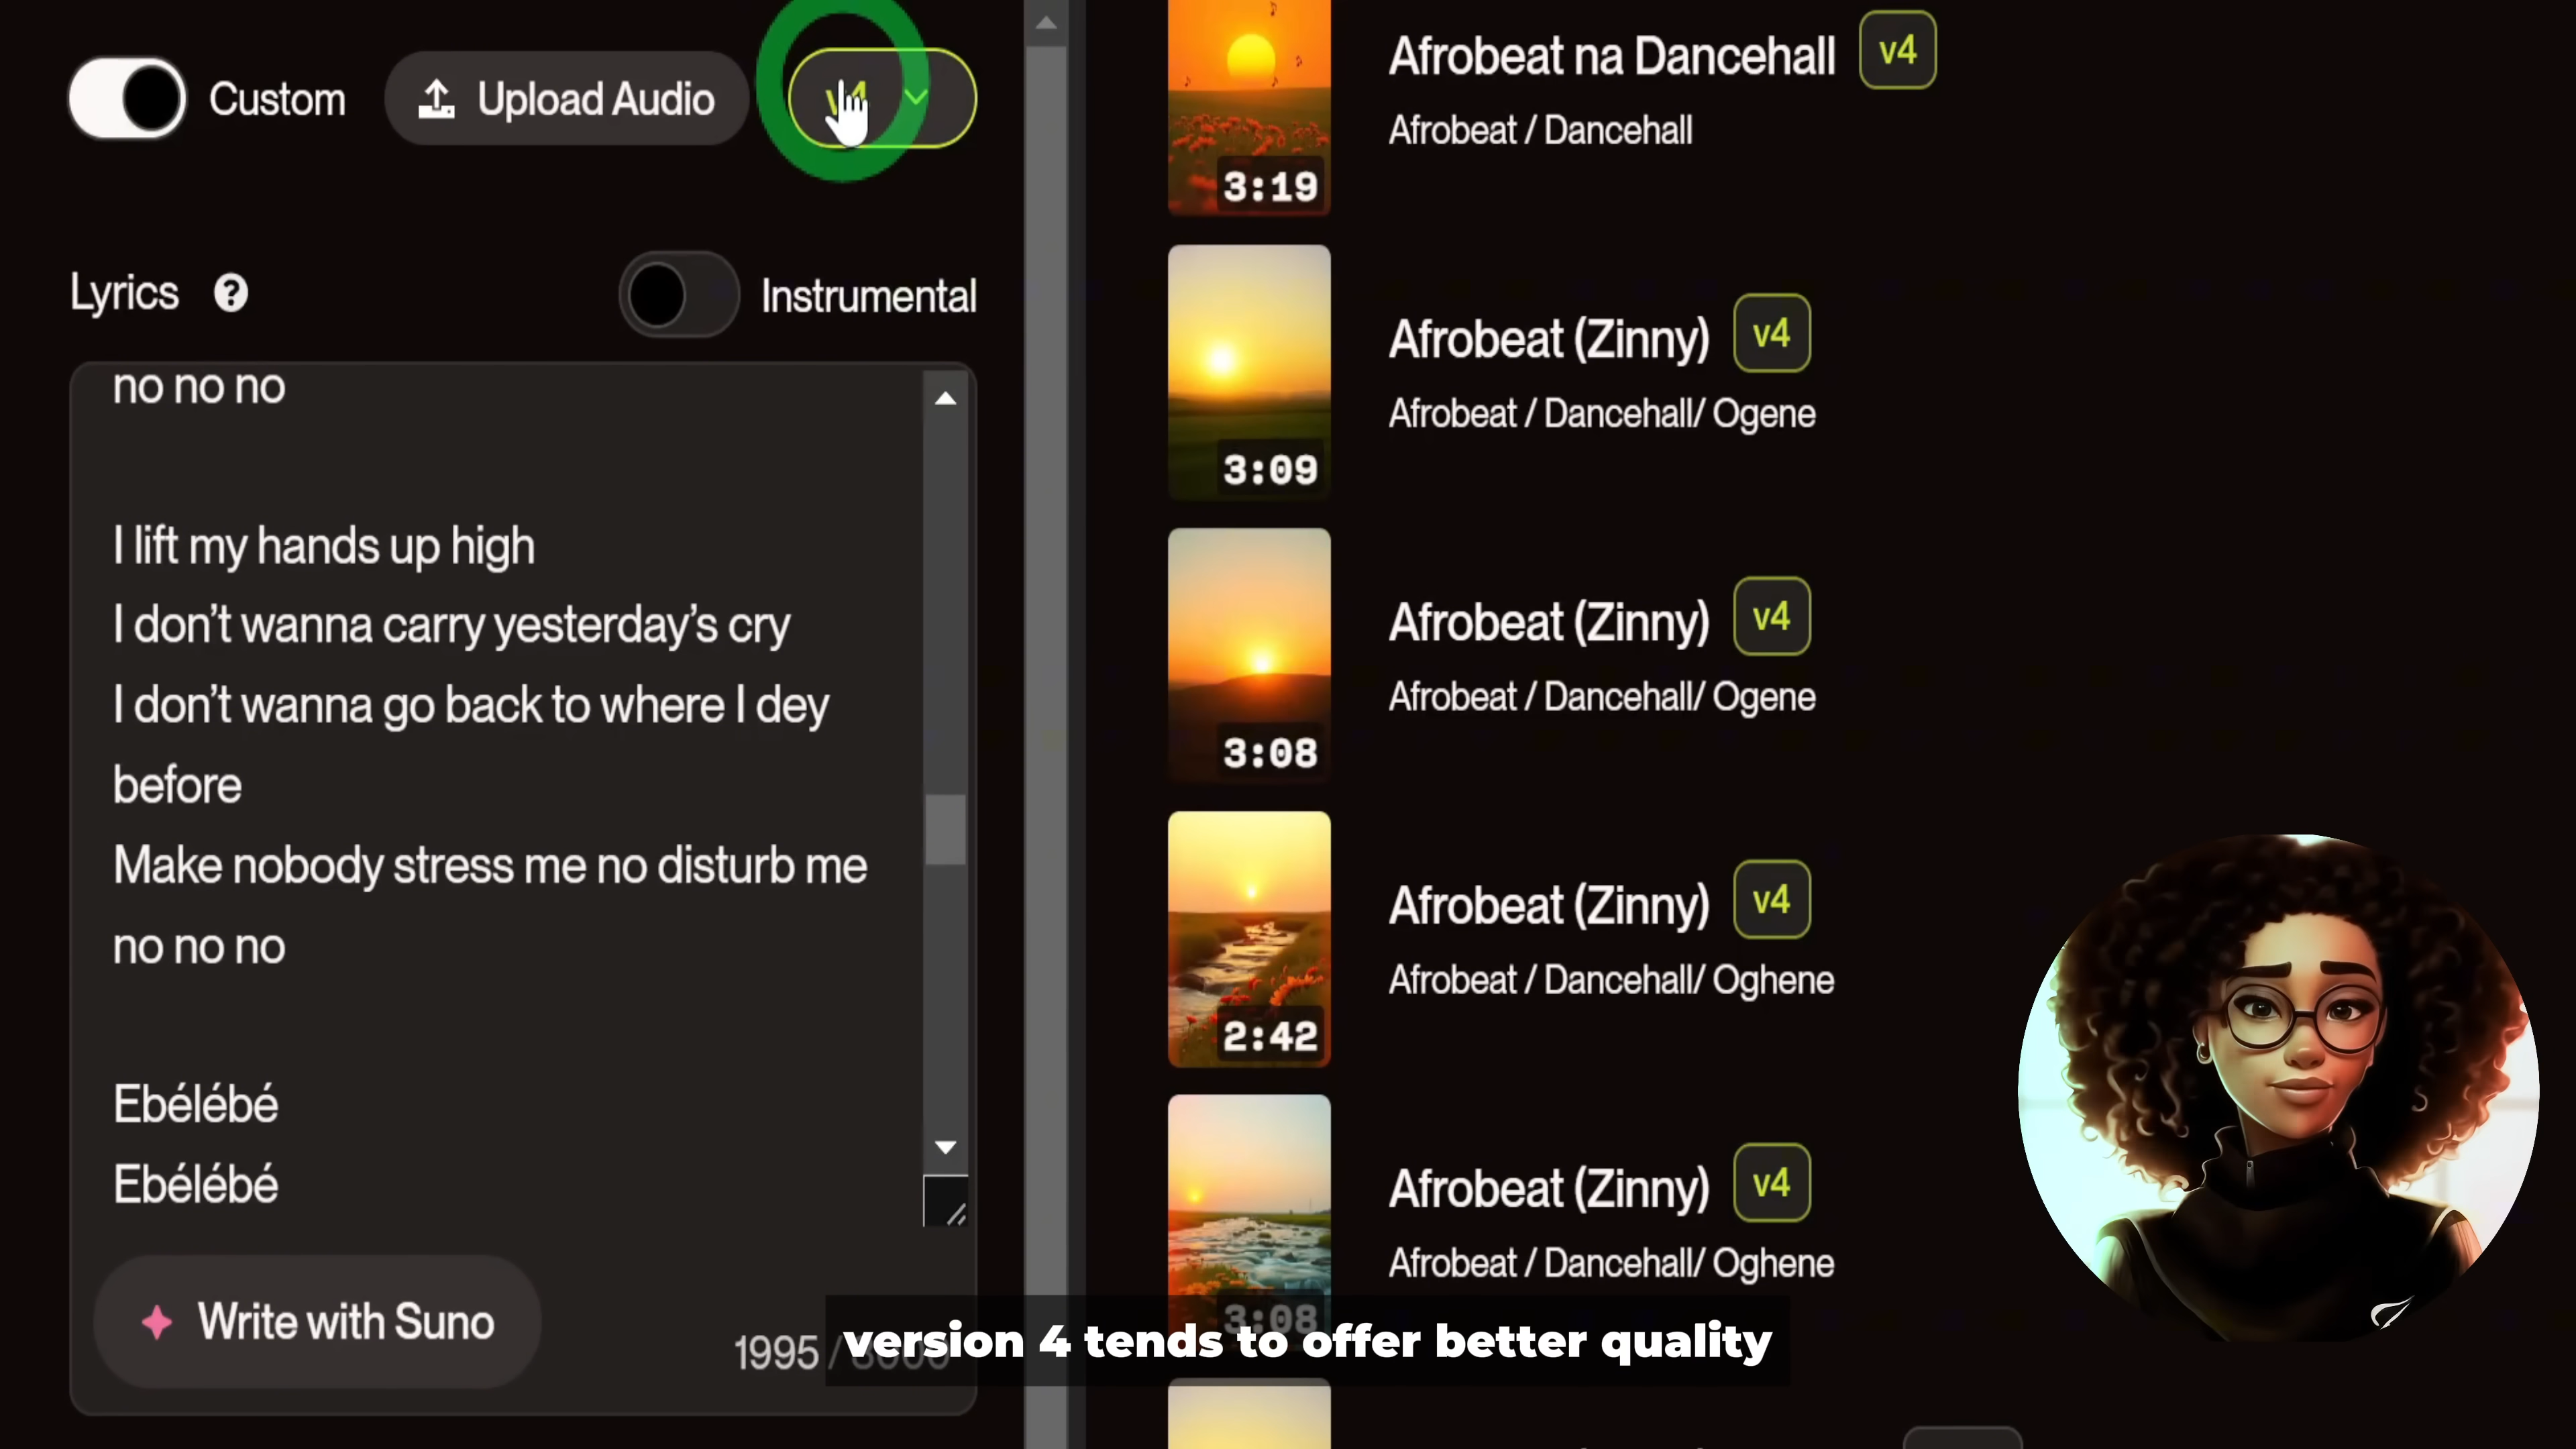 Custom
Upload Audio
v4
Lyrics ?
Instrumental
no no no
I lift my hands up high
I don't wanna carry yesterday's cry
I don't wanna go back to where I dey
before
Make nobody stress me no disturb me
no no no
Ebélébé
Ebélébé
Write with Suno
1995 / 3000
Afrobeat na Dancehall v4
Afrobeat / Dancehall
3:19
Afrobeat (Zinny) v4
Afrobeat / Dancehall/ Ogene
3:09
Afrobeat (Zinny) v4
Afrobeat / Dancehall/ Ogene
3:08
Afrobeat (Zinny) v4
Afrobeat / Dancehall/ Oghene
2:42
Afrobeat (Zinny) v4
Afrobeat / Dancehall/ Oghene
3:08
version 4 tends to offer better quality